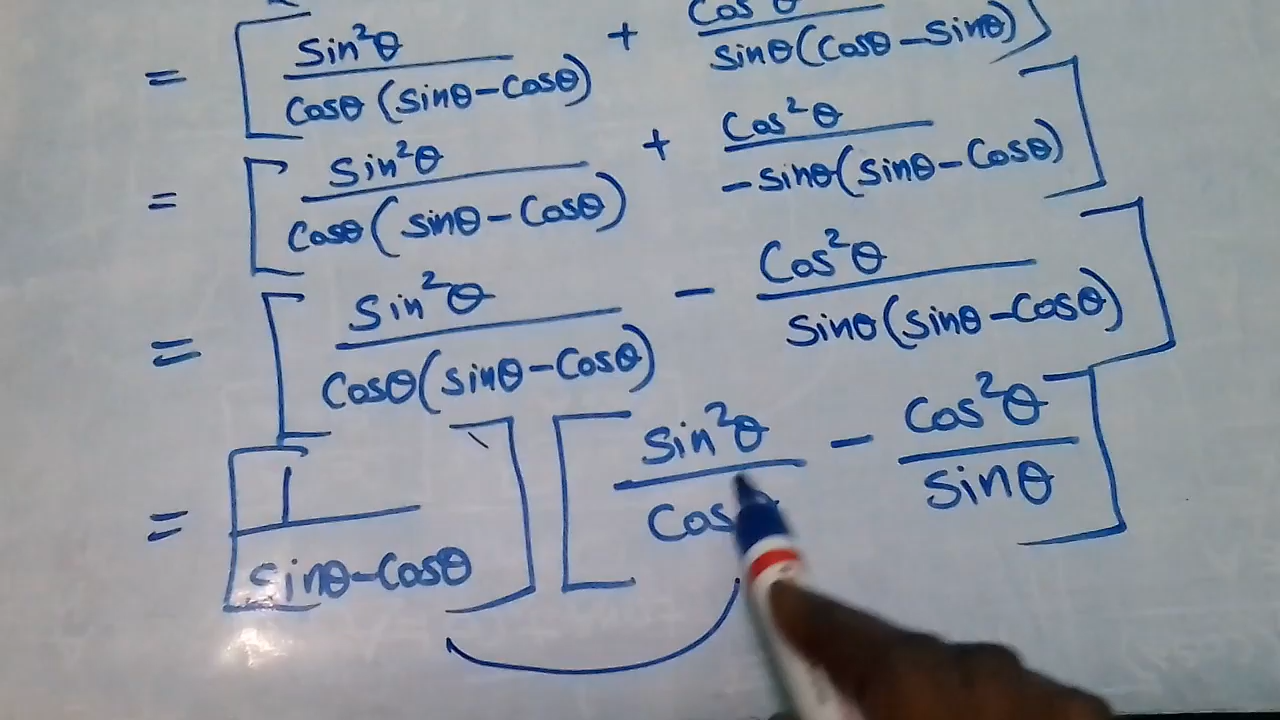 = [ sin²θ / cosθ (sinθ - cosθ) + cos θ / sinθ (cosθ - sinθ) ]
= [ sin²θ / cosθ (sinθ - cosθ) + cos²θ / -sinθ (sinθ - cosθ) ]
= [ sin²θ / cosθ (sinθ - cosθ) - cos²θ / sinθ (sinθ - cosθ) ]
= [ 1 / sinθ - cosθ ] [ sin²θ / cos - cos²θ / sinθ ]